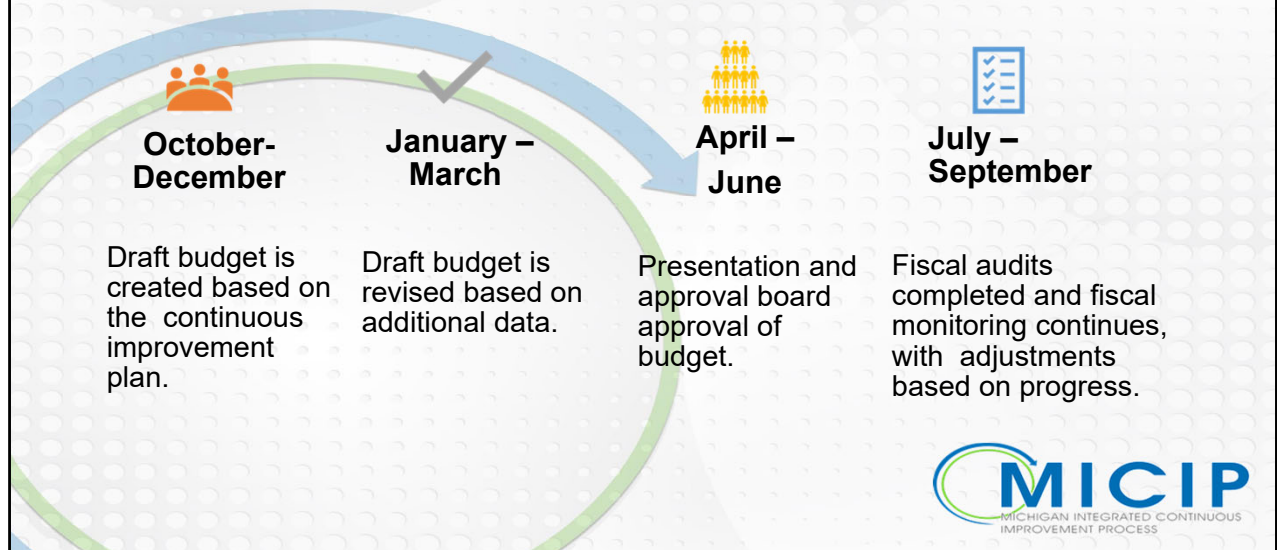 October-
December
Draft budget is
created based on
the continuous
improvement
plan.
January –
March
Draft budget is
revised based on
additional data.
April –
June
Presentation and
approval board
approval of
budget.
July –
September
Fiscal audits
completed and fiscal
monitoring continues,
with adjustments
based on progress.
MICIP
MICHIGAN INTEGRATED CONTINUOUS
IMPROVEMENT PROCESS